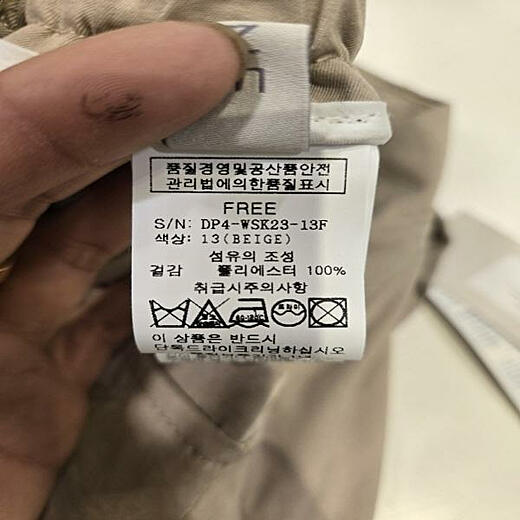 품질경영및공산품안전
관리법에의한품질표시
FREE
S/N: DP4-WSK23-13F
색상: 13(BEIGE)
섬유의 조성
겉감 폴리에스터 100%
취급시주의사항
드라이
이 상품은 반드시
단독드라이크리닝하십시오